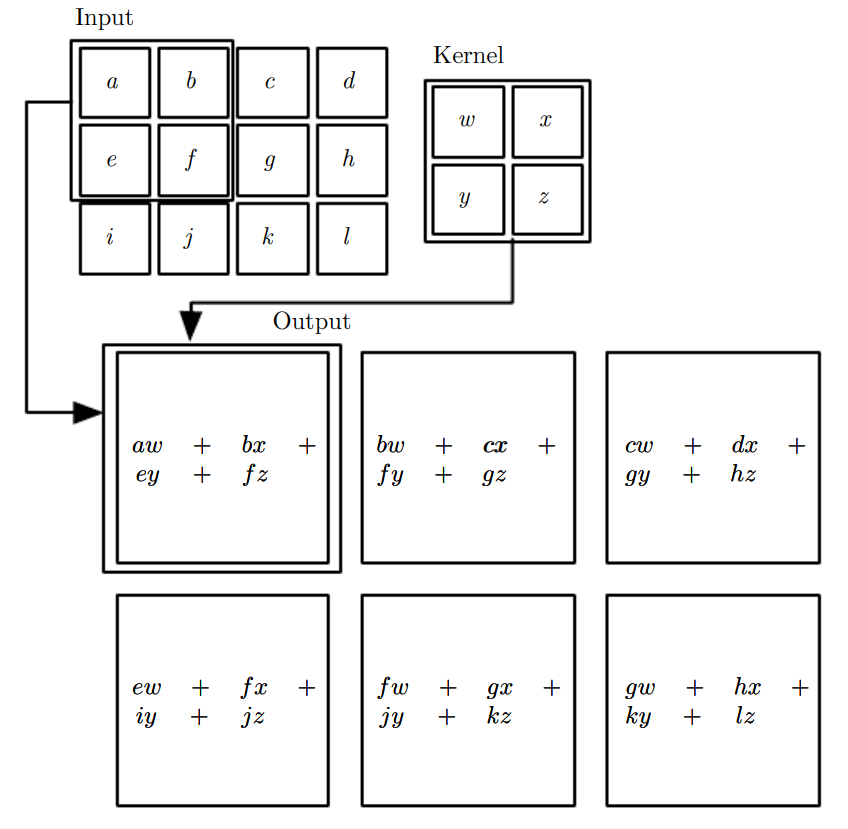 Input
a b c d
e f g h
i j k l
Kernel
w x
y z
Output
aw + bx +
ey + fz
bw + cx +
fy + gz
cw + dx +
gy + hz
ew + fx +
iy + jz
fw + gx +
jy + kz
gw + hx +
ky + lz